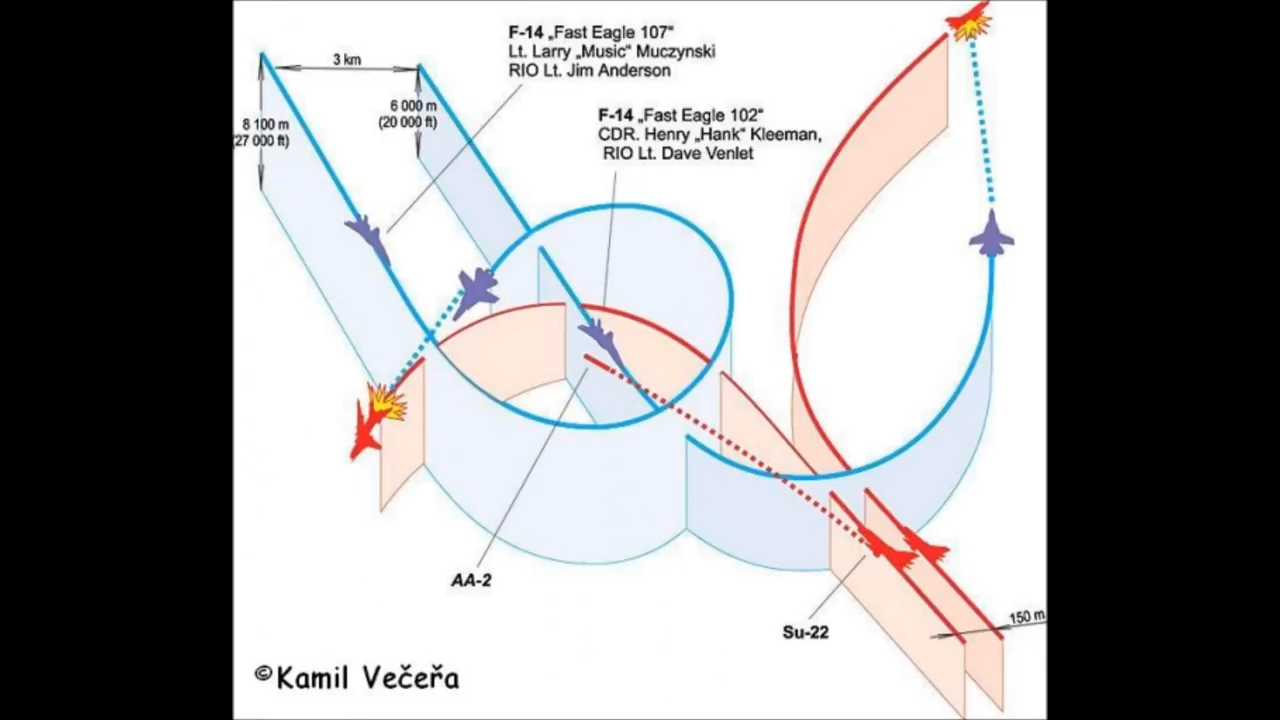 F-14 „Fast Eagle 107“
Lt. Larry „Music“ Muczynski
RIO Lt. Jim Anderson
3 km
6 000 m
(20 000 ft)
8 100 m
(27 000 ft)
F-14 „Fast Eagle 102“
CDR. Henry „Hank“ Kleeman,
RIO Lt. Dave Venlet
AA-2
Su-22
150 m
©Kamil Večeřa